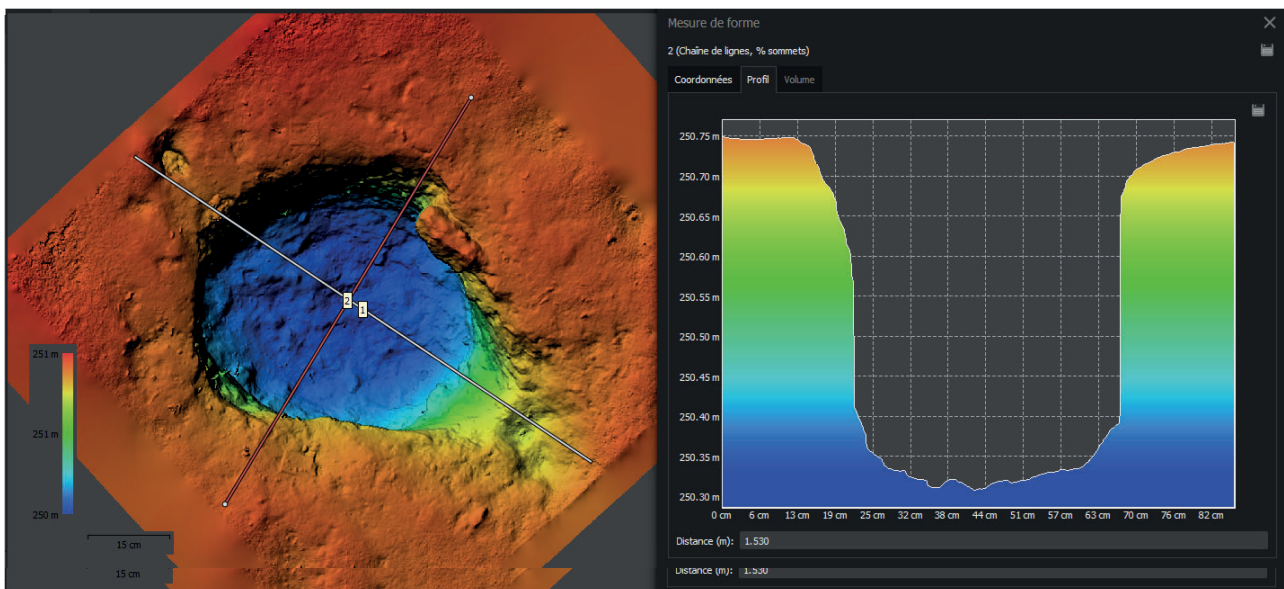 2
1
251 m
251 m
250 m
15 cm
15 cm
Mesure de forme
2 (Chaîne de lignes, % sommets)
Coordonnées Profil Volume
250.75 m
250.70 m
250.65 m
250.60 m
250.55 m
250.50 m
250.45 m
250.40 m
250.35 m
250.30 m
0 cm 6 cm 13 cm 19 cm 25 cm 32 cm 38 cm 44 cm 51 cm 57 cm 63 cm 70 cm 76 cm 82 cm
Distance (m): 1.530
Distance (m): 1.530